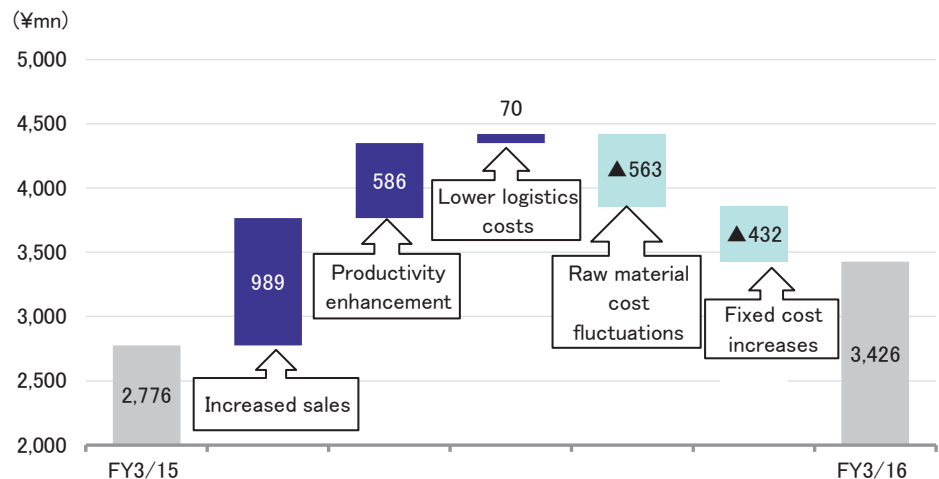 (¥mn)
5,000
4,500
4,000
3,500
3,000
2,500
2,000
2,776
989
Increased sales
586
Productivity
enhancement
70
Lower logistics
costs
▲563
Raw material
cost
fluctuations
▲432
Fixed cost
increases
3,426
FY3/15
FY3/16